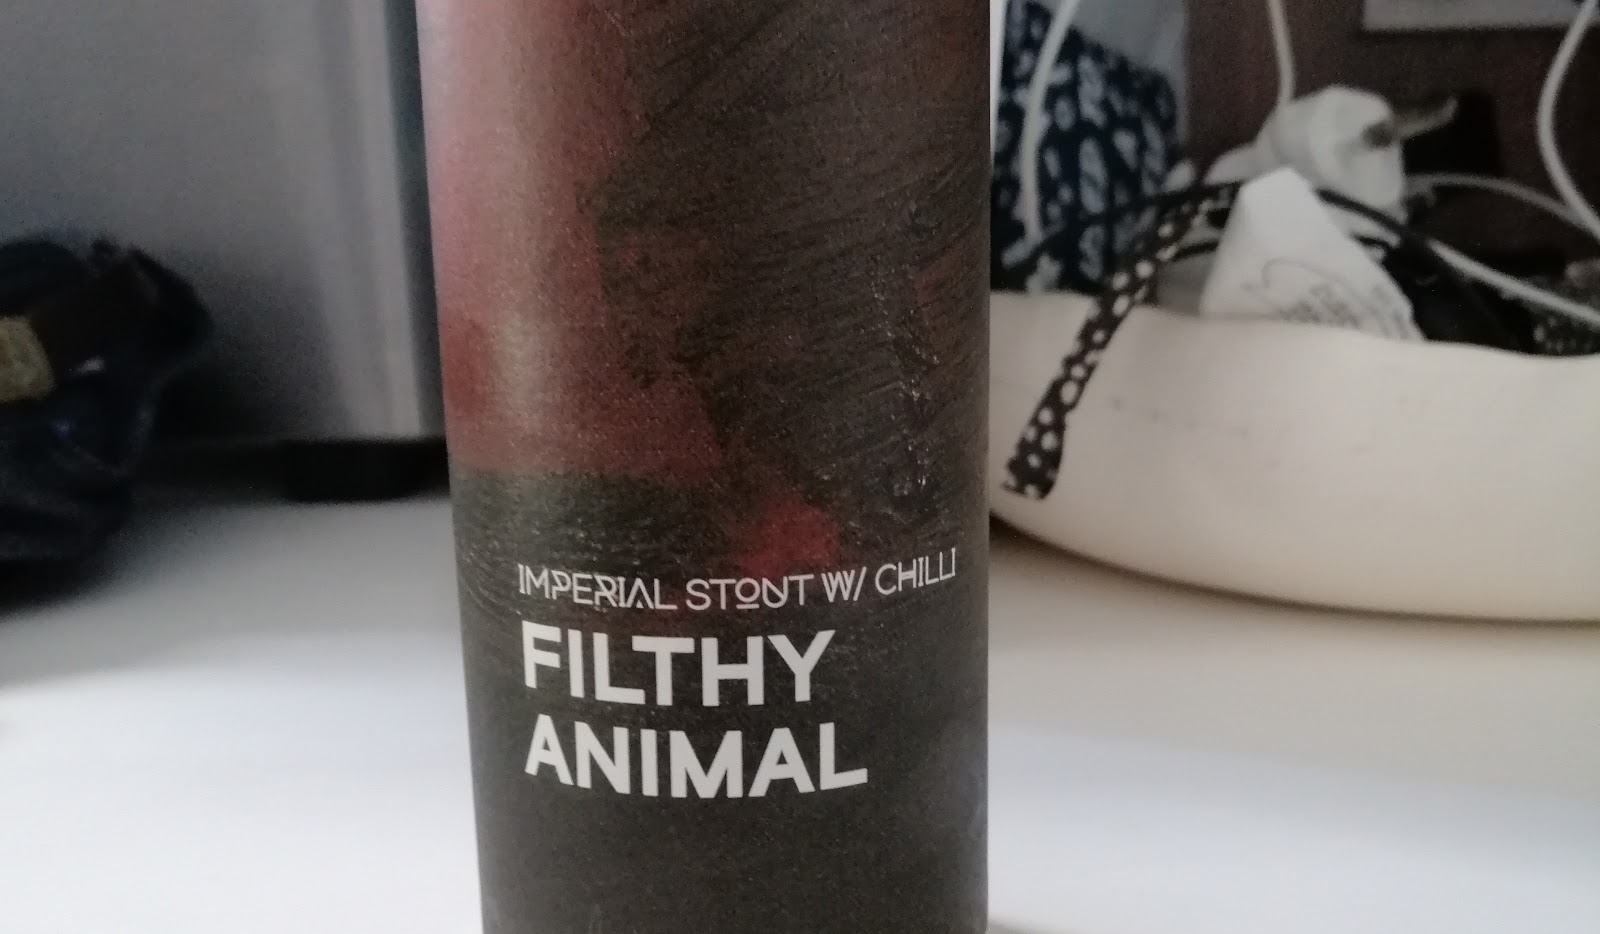 IMPERIAL STOUT W/ CHILLI
FILTHY
ANIMAL